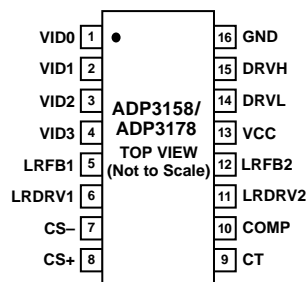 VID0 1 16 GND
VID1 2 15 DRVH
VID2 3 14 DRVL
VID3 4 13 VCC
LRFB1 5 12 LRFB2
LRDRV1 6 11 LRDRV2
CS– 7 10 COMP
CS+ 8 9 CT
ADP3158/
ADP3178
TOP VIEW
(Not to Scale)